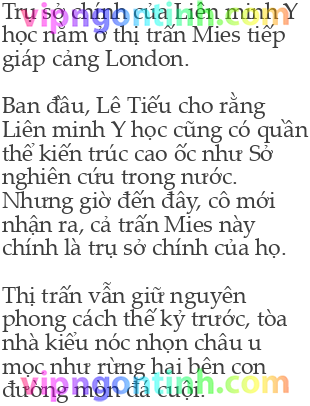 Trụ sở chính của Liên minh Y
vipngontinh.com
học nằm ở thị trấn Mies tiếp
giáp cảng London.
Ban đầu, Lê Tiếu cho rằng
Liên minh Y học cũng có quần
thể kiến trúc cao ốc như Sở
nghiên cứu trong nước.
Nhưng giờ đến đây, cô mới
nhận ra, cả trấn Mies này
chính là trụ sở chính của họ.
Thị trấn vẫn giữ nguyên
phong cách thế kỷ trước, tòa
nhà kiểu nóc nhọn châu u
mọc như rừng hai bên con
đường mòn đá cuội.
vipngontinh.com